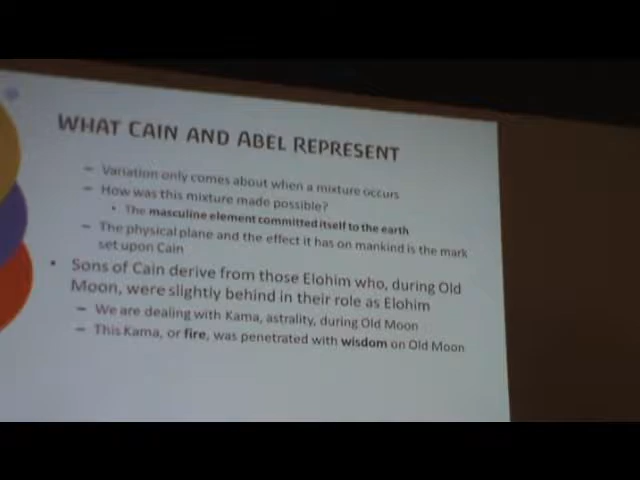 WHAT CAIN AND ABEL REPRESENT
– Variation only comes about when a mixture occurs
– How was this mixture made possible?
• The masculine element committed itself to the earth
– The physical plane and the effect it has on mankind is the mark
set upon Cain
• Sons of Cain derive from those Elohim who, during Old
Moon, were slightly behind in their role as Elohim
– We are dealing with Kama, astrality, during Old Moon
– This Kama, or fire, was penetrated with wisdom on Old Moon